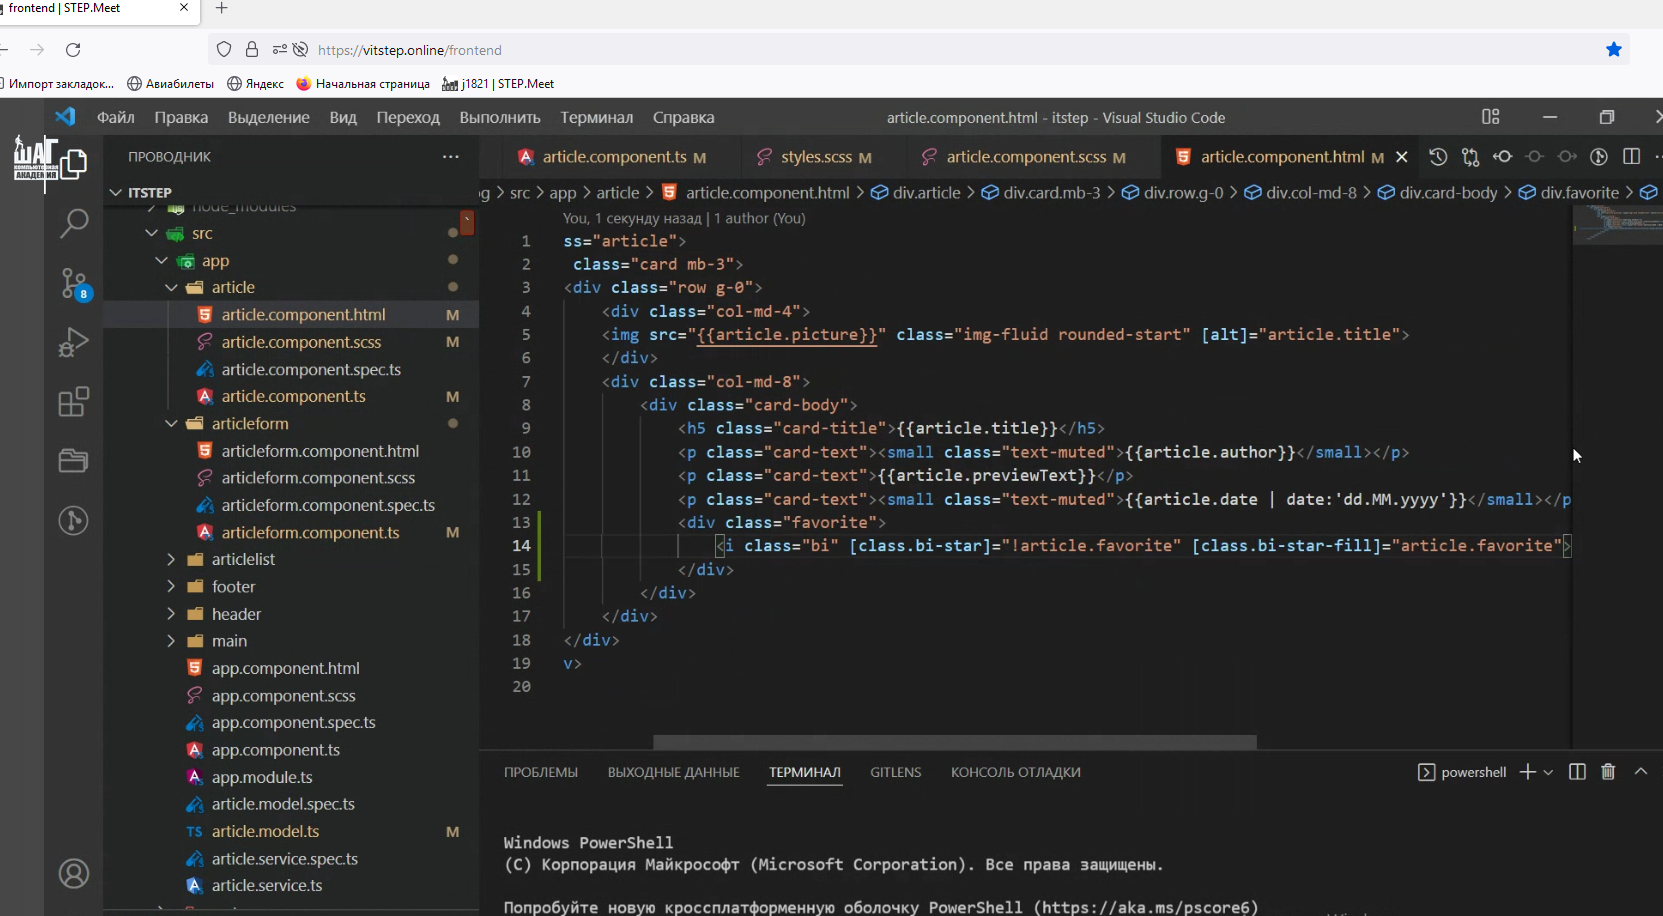 frontend | STEP.Meet
https://vitstep.online/frontend
Импорт закладок...
Авиабилеты
Яндекс
Начальная страница
j1821 | STEP.Meet
Файл Правка Выделение Вид Переход Выполнить Терминал Справка
article.component.html - itstep - Visual Studio Code
ШАГ
КОМПЬЮТЕРНАЯ
АКАДЕМИЯ
ПРОВОДНИК
ITSTEP
node_modules
src
app
article
article.component.html M
article.component.scss M
article.component.spec.ts
article.component.ts M
articleform
articleform.component.html
articleform.component.scss
articleform.component.spec.ts
articleform.component.ts M
articlelist
footer
header
main
app.component.html
app.component.scss
app.component.spec.ts
app.component.ts
app.module.ts
article.model.spec.ts
TS article.model.ts M
article.service.spec.ts
article.service.ts
8
article.component.ts M
styles.scss M
article.component.scss M
article.component.html M
g > src > app > article > article.component.html > div.article > div.card.mb-3 > div.row.g-0 > div.col-md-8 > div.card-body > div.favorite >
You, 1 секунду назад | 1 author (You)
1 ss="article">
2 class="card mb-3">
3 <div class="row g-0">
4 <div class="col-md-4">
5 <img src="{{article.picture}}" class="img-fluid rounded-start" [alt]="article.title">
6 </div>
7 <div class="col-md-8">
8 <div class="card-body">
9 <h5 class="card-title">{{article.title}}</h5>
10 <p class="card-text"><small class="text-muted">{{article.author}}</small></p>
11 <p class="card-text">{{article.previewText}}</p>
12 <p class="card-text"><small class="text-muted">{{article.date | date:'dd.MM.yyyy'}}</small></p
13 <div class="favorite">
14 <i class="bi" [class.bi-star]="!article.favorite" [class.bi-star-fill]="article.favorite">
15 </div>
16 </div>
17 </div>
18 </div>
19 v>
20
ПРОБЛЕМЫ ВЫХОДНЫЕ ДАННЫЕ ТЕРМИНАЛ GITLENS КОНСОЛЬ ОТЛАДКИ
powershell
Windows PowerShell
(C) Корпорация Майкрософт (Microsoft Corporation). Все права защищены.
Попробуйте новую кроссплатформенную оболочку PowerShell (https://aka.ms/pscore6)